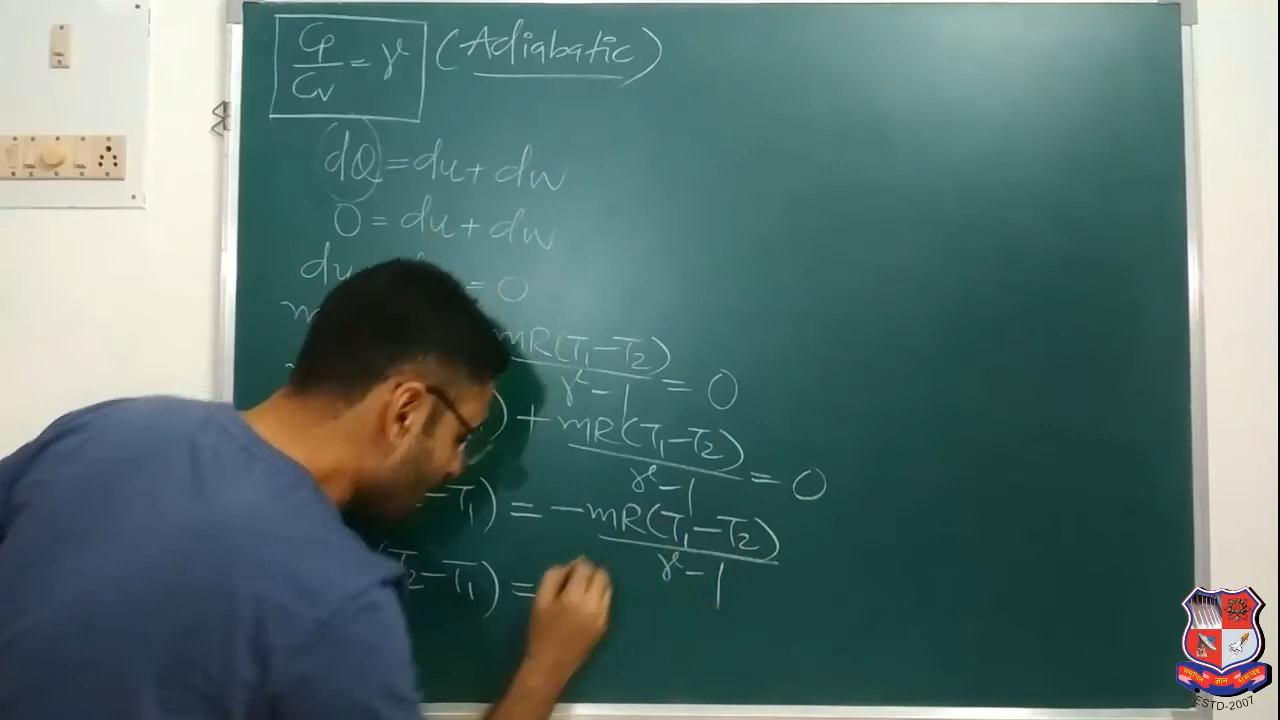 Cp/Cv = γ (Adiabatic)
dQ = du + dw
0 = du + dw
du = 0
mR(T₁-T₂)/γ-1 = 0
) + mR(T₁-T₂)/γ-1 = 0
-T₁) = -mR(T₁-T₂)/γ-1
(T₂-T₁) =
ESTD-2007